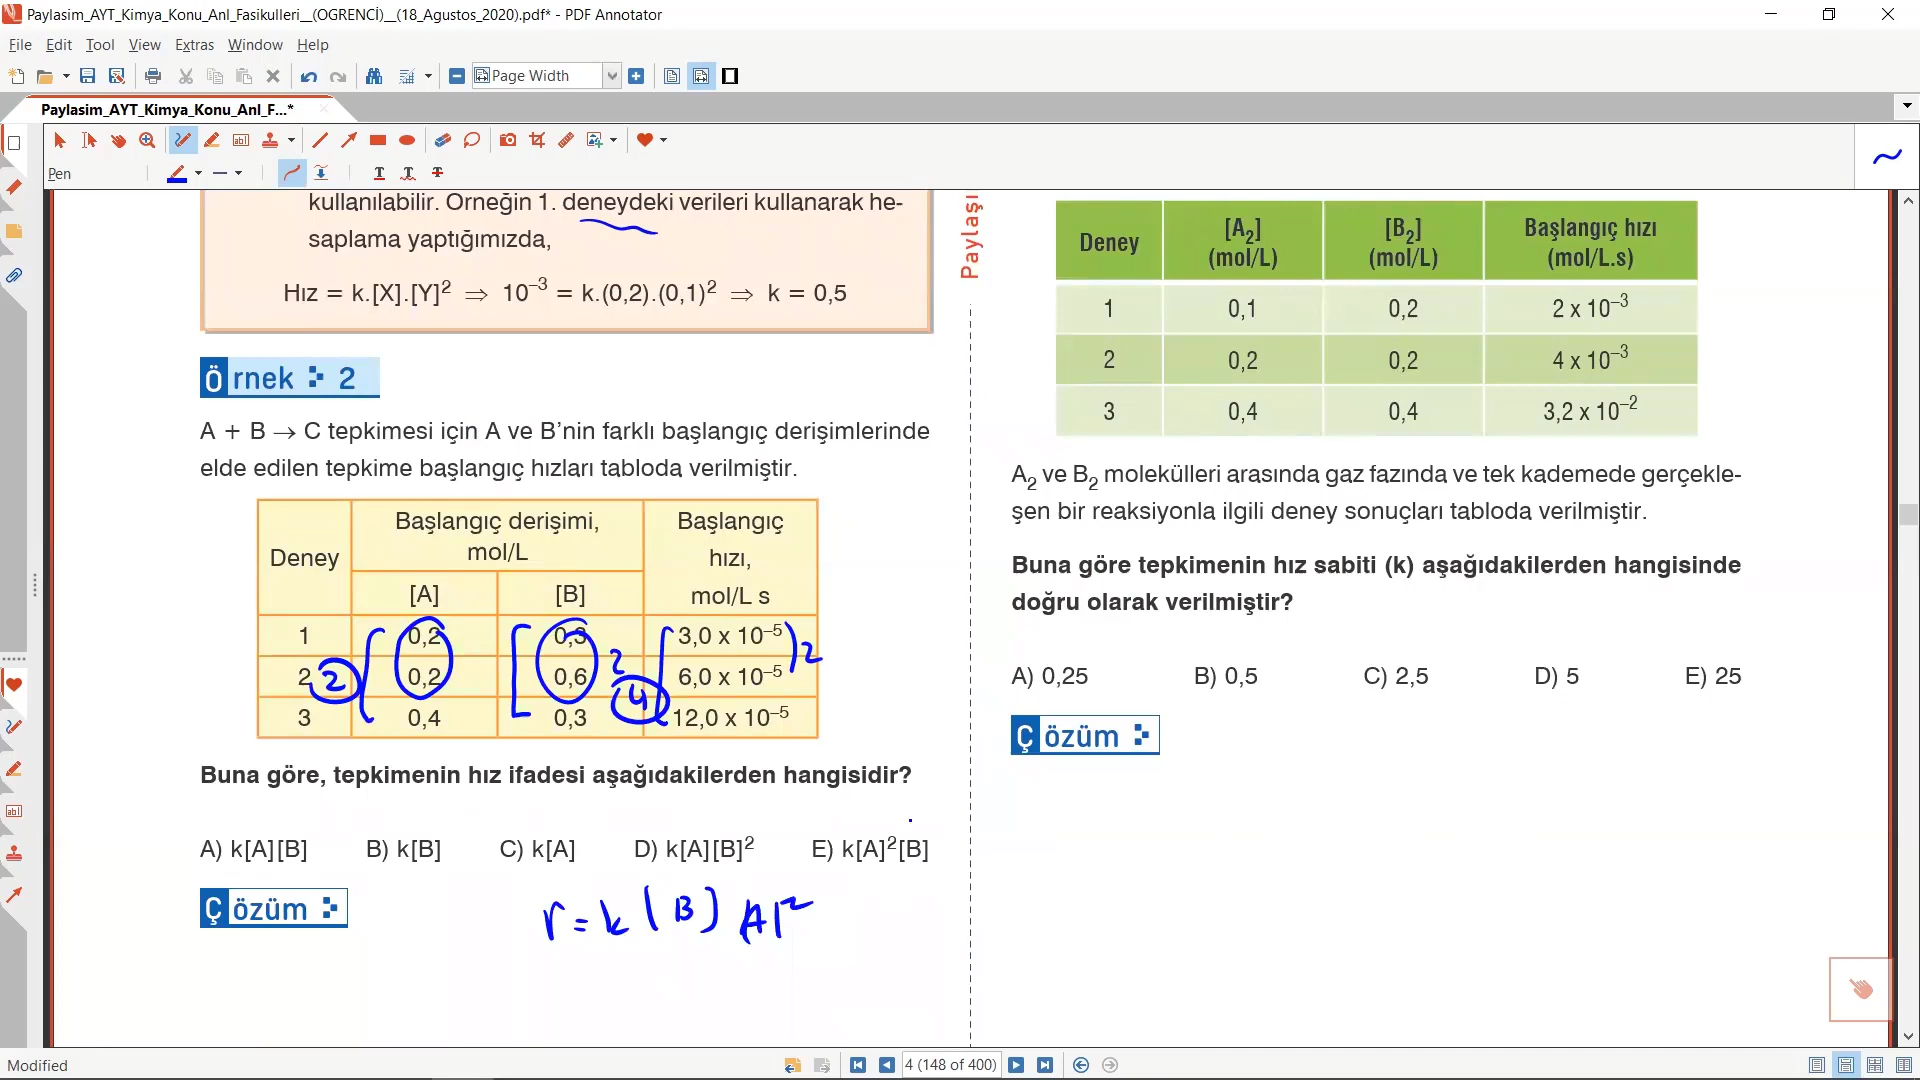 Paylasim_AYT_Kimya_Konu_Anl_Fasikulleri__(OGRENCİ)__(18_Agustos_2020).pdf* - PDF Annotator
File Edit Tool View Extras Window Help
Page Width
Paylasim_AYT_Kimya_Konu_Anl_F...*
Pen
kullanılabilir. Örneğin 1. deneydeki verileri kullanarak he-
saplama yaptığımızda,
Hız = k.[X].[Y]² ⇒ 10⁻³ = k.(0,2).(0,1)² ⇒ k = 0,5
Örnek 2
A + B → C tepkimesi için A ve B’nin farklı başlangıç derişimlerinde
elde edilen tepkime başlangıç hızları tabloda verilmiştir.
Deney Başlangıç derişimi, mol/L Başlangıç hızı, mol/L s
[A] [B]
1 0,2 0,3 3,0 x 10⁻⁵
2 0,2 0,6 6,0 x 10⁻⁵
3 0,4 0,3 12,0 x 10⁻⁵
2 2 4 2
Buna göre, tepkimenin hız ifadesi aşağıdakilerden hangisidir?
A) k[A][B] B) k[B] C) k[A] D) k[A][B]² E) k[A]²[B]
Çözüm
r = k (B) A|²
Paylaşı
Deney [A₂] (mol/L) [B₂] (mol/L) Başlangıç hızı (mol/L.s)
1 0,1 0,2 2 x 10⁻³
2 0,2 0,2 4 x 10⁻³
3 0,4 0,4 3,2 x 10⁻²
A₂ ve B₂ molekülleri arasında gaz fazında ve tek kademede gerçekle-
şen bir reaksiyonla ilgili deney sonuçları tabloda verilmiştir.
Buna göre tepkimenin hız sabiti (k) aşağıdakilerden hangisinde
doğru olarak verilmiştir?
A) 0,25 B) 0,5 C) 2,5 D) 5 E) 25
Çözüm
Modified
4 (148 of 400)